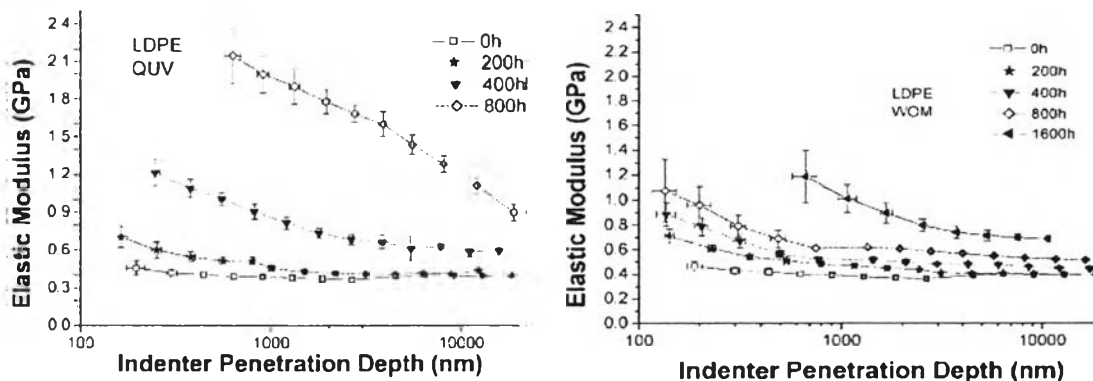 2 4
2 1
1.8
1 5
1.2
0.9
0.6
0.3
0 0
Elastic Modulus (GPa)
LDPE
QUV
0h
200h
400h
800h
100
1000
10000
Indenter Penetration Depth (nm)
2.4
2.2
2.0
1.8
1.6
1.4
1.2
1.0
0.8
0.6
0.4
0.2
0.0
Elastic Modulus (GPa)
LDPE
WOM
0h
200h
400h
800h
1600h
100
1000
10000
Indenter Penetration Depth (nm)